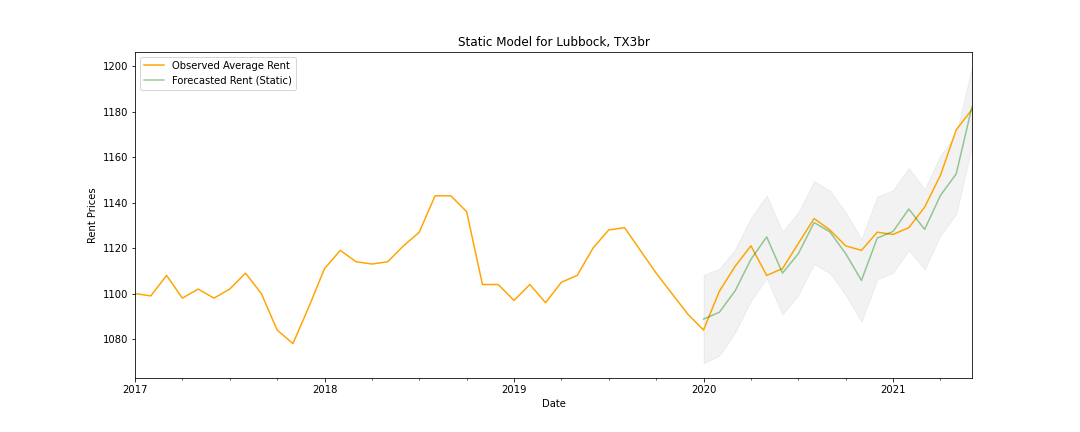 Static Model for Lubbock, TX3br
Observed Average Rent
Forecasted Rent (Static)
1200
1180
1160
1140
1120
1100
1080
Rent Prices
2017
2018
2019
2020
2021
Date